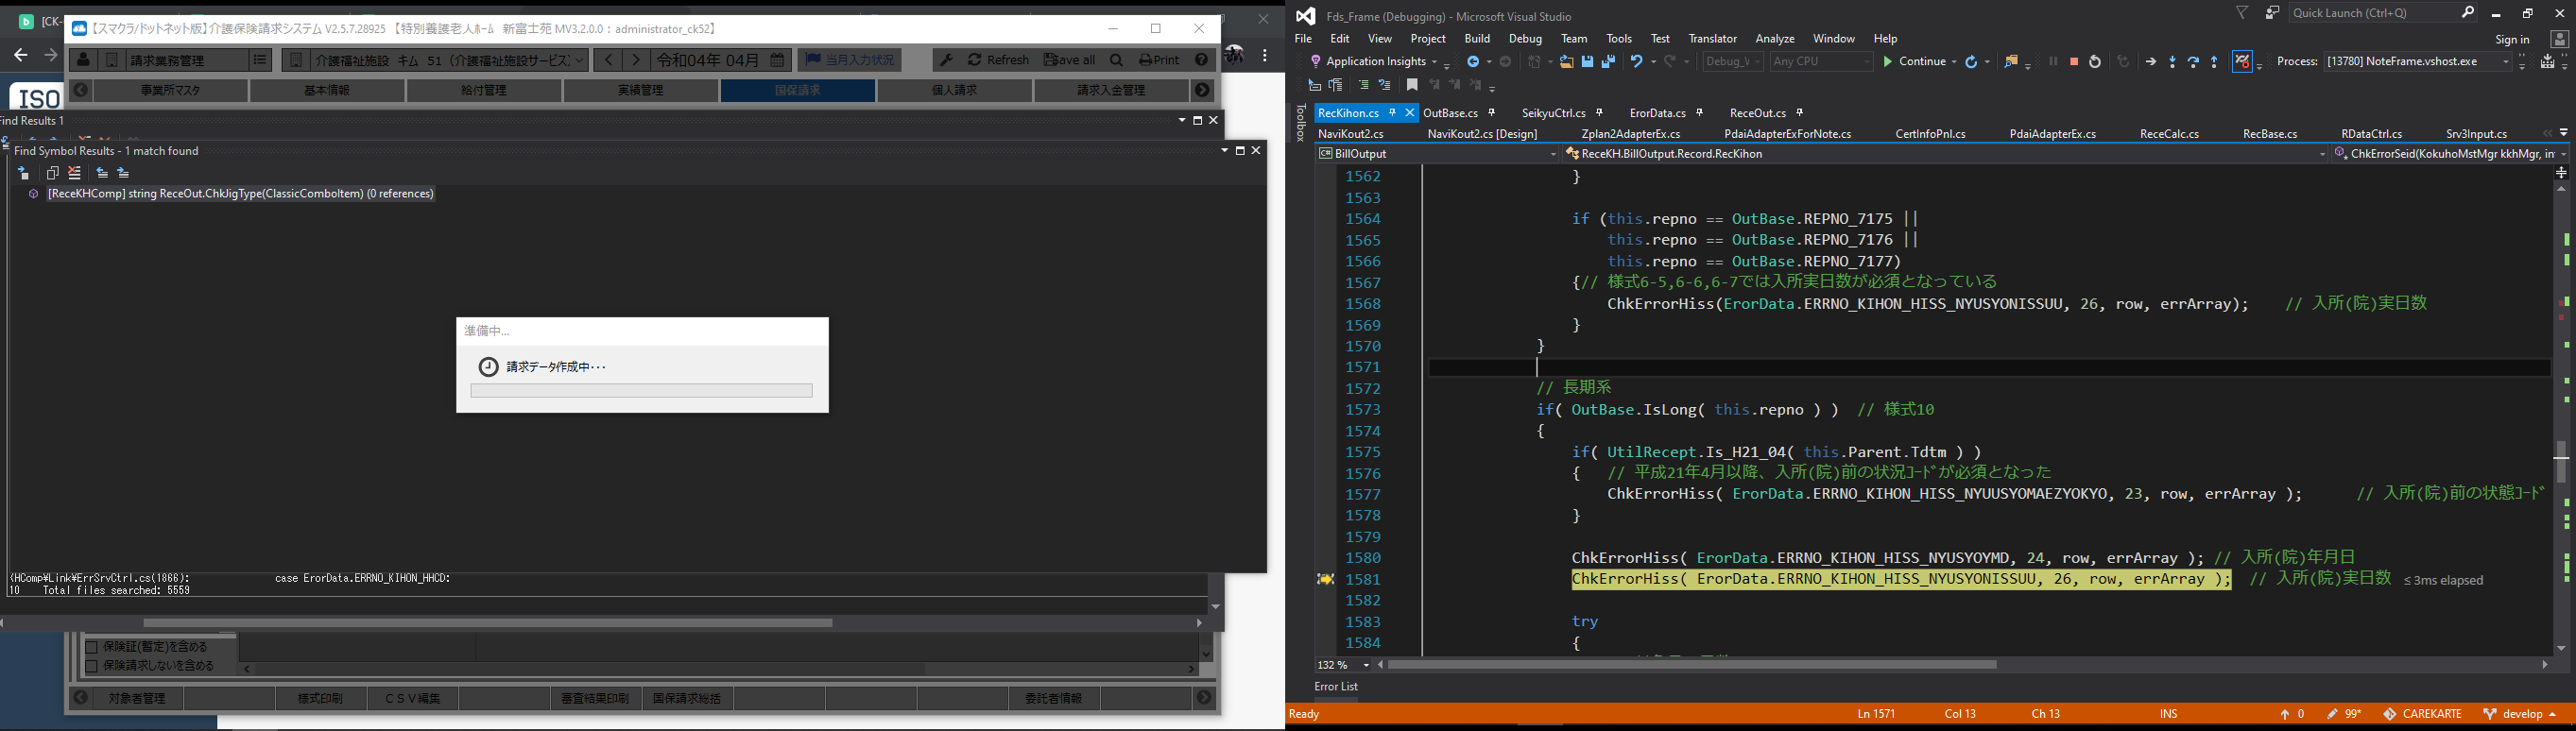 [CK-
ISO
【スマクラ/ドットネット版】介護保険請求システム V2.5.7.28925 【特別養護老人ﾎｰﾑ 新富士苑 MV3.2.0.0：administrator_ck52】
請求業務管理
介護福祉施設 キム 51（介護福祉施設サービス）
令和04年 04月
当月入力状況
Refresh
Save all
Print
事業所マスタ
基本情報
給付管理
実績管理
国保請求
個人請求
請求入金管理
Find Results 1
Find Symbol Results - 1 match found
[ReceKHComp] string ReceOut.ChkJigType(ClassicComboItem) (0 references)
準備中...
請求データ作成中･･･
(HComp¥Link¥ErrSrvCtrl.cs(1866): case ErorData.ERRNO_KIHON_HHCD:
10 Total files searched: 5559
保険証(暫定)を含める
保険請求しないを含める
対象者管理
様式印刷
ＣＳＶ編集
審査結果印刷
国保請求総括
委託者情報
Fds_Frame (Debugging) - Microsoft Visual Studio
Quick Launch (Ctrl+Q)
File Edit View Project Build Debug Team Tools Test Translator Analyze Window Help
Sign in
Application Insights
Debug_V
Any CPU
Continue
Process: [13780] NoteFrame.vshost.exe
Toolbox
RecKihon.cs OutBase.cs SeikyuCtrl.cs ErorData.cs ReceOut.cs
NaviKout2.cs NaviKout2.cs [Design] Zplan2AdapterEx.cs PdaiAdapterExForNote.cs CertInfoPnl.cs PdaiAdapterEx.cs ReceCalc.cs RecBase.cs RDataCtrl.cs Srv3Input.cs
BillOutput
ReceKH.BillOutput.Record.RecKihon
ChkErrorSeid(KokuhoMstMgr kkhMgr, in
1562 }
1563
1564 if (this.repno == OutBase.REPNO_7175 ||
1565 this.repno == OutBase.REPNO_7176 ||
1566 this.repno == OutBase.REPNO_7177)
1567 {// 様式6-5,6-6,6-7では入所実日数が必須となっている
1568 ChkErrorHiss(ErorData.ERRNO_KIHON_HISS_NYUSYONISSUU, 26, row, errArray); // 入所(院)実日数
1569 }
1570 }
1571
1572 // 長期系
1573 if( OutBase.IsLong( this.repno ) ) // 様式10
1574 {
1575 if( UtilRecept.Is_H21_04( this.Parent.Tdtm ) )
1576 { // 平成21年4月以降、入所(院)前の状況ｺｰﾄﾞが必須となった
1577 ChkErrorHiss( ErorData.ERRNO_KIHON_HISS_NYUUSYOMAEZYOKYO, 23, row, errArray ); // 入所(院)前の状態ｺｰﾄﾞ
1578 }
1579
1580 ChkErrorHiss( ErorData.ERRNO_KIHON_HISS_NYUSYOYMD, 24, row, errArray ); // 入所(院)年月日
1581 ChkErrorHiss( ErorData.ERRNO_KIHON_HISS_NYUSYONISSUU, 26, row, errArray ); // 入所(院)実日数 ≤ 3ms elapsed
1582
1583 try
1584 {
132 %
Error List
Ready
Ln 1571 Col 13 Ch 13 INS
0 99* CAREKARTE develop